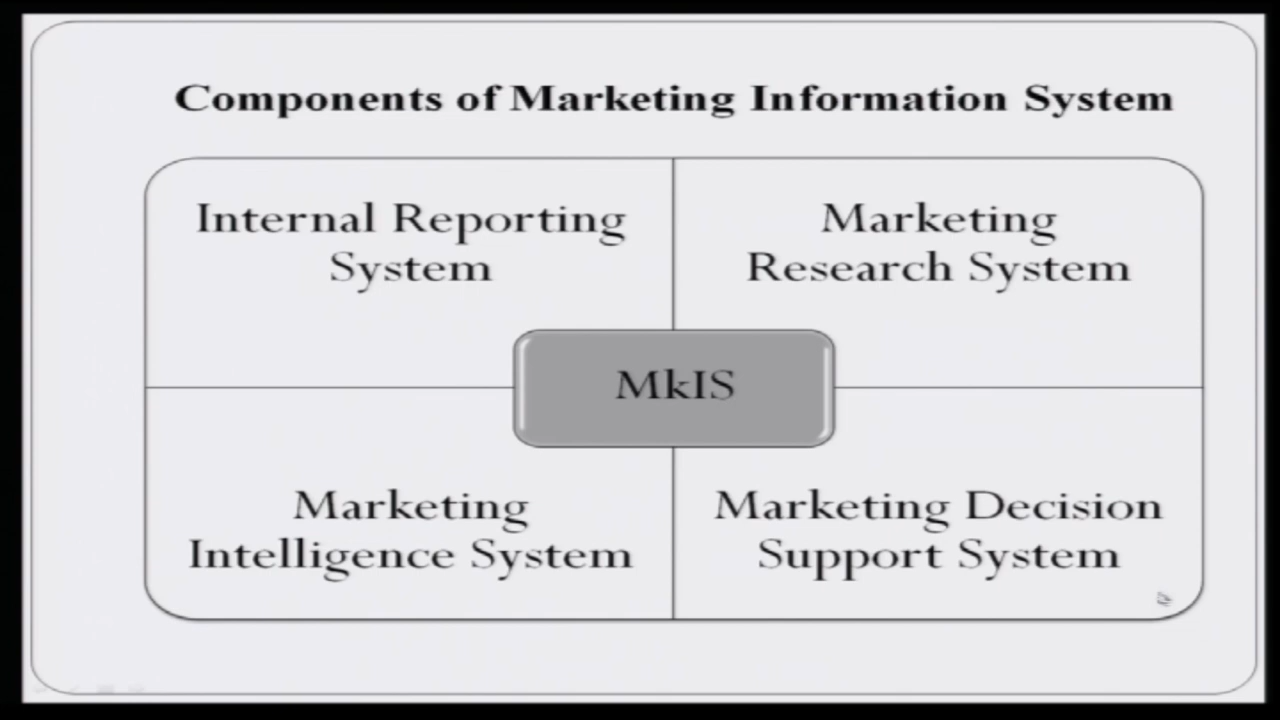 Components of Marketing Information System
Internal Reporting
System
Marketing
Research System
MkIS
Marketing
Intelligence System
Marketing Decision
Support System